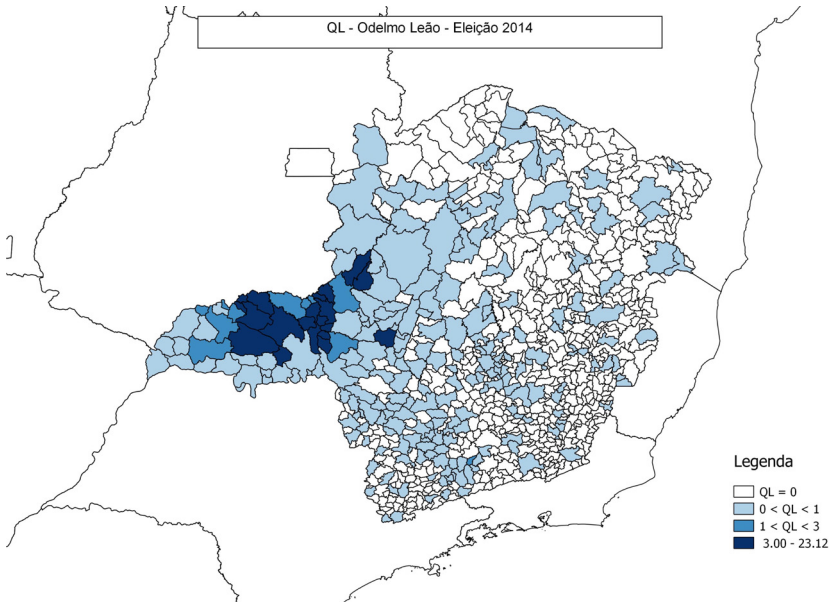 QL - Odelmo Leão - Eleição 2014
Legenda
QL = 0
0 < QL < 1
1 < QL < 3
3.00 - 23.12